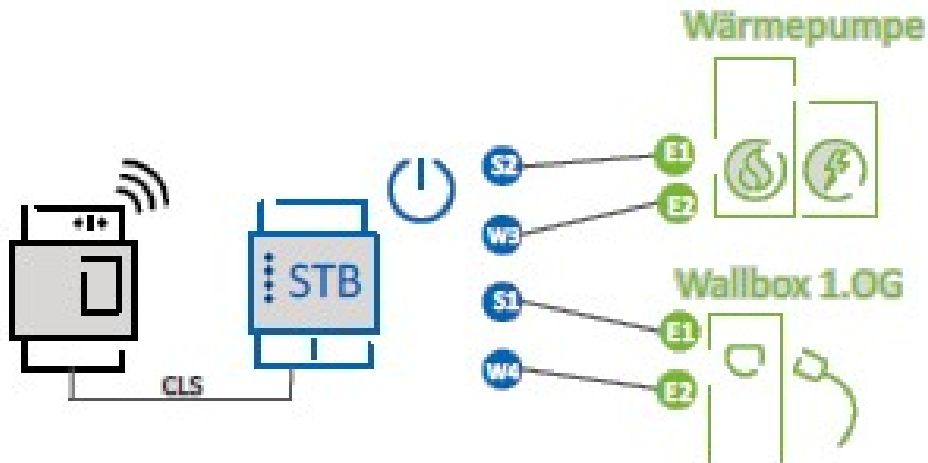 Wärmepumpe
S2
E1
E2
W3
STB
Wallbox 1.OG
S1
E1
W4
E2
CLS